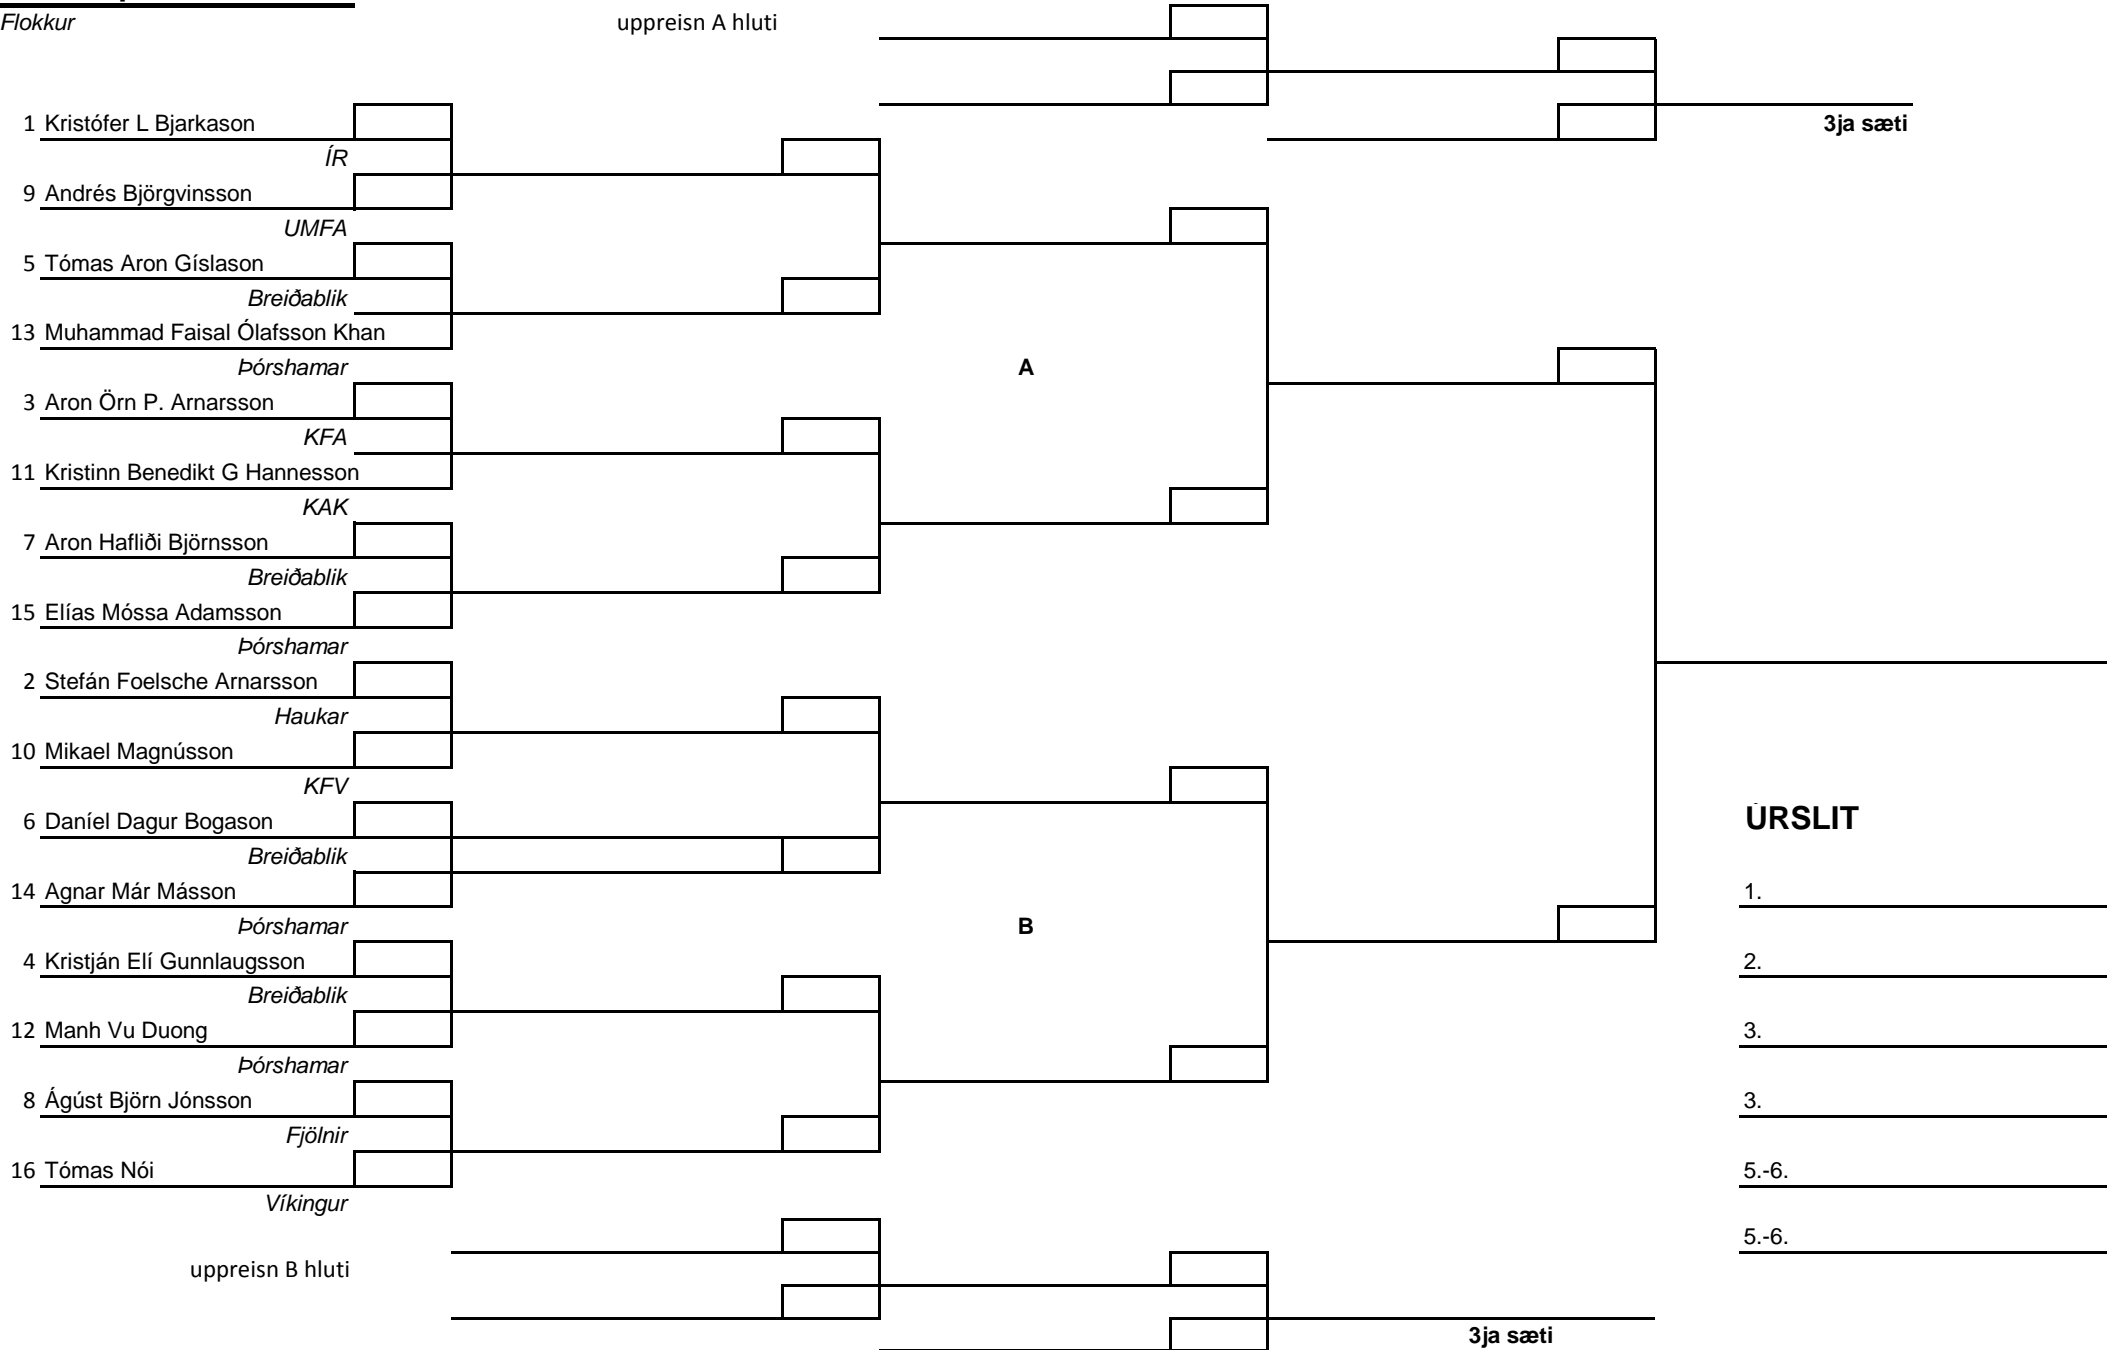 Flokkur
uppreisn A hluti
1 Kristófer L Bjarkason
3ja sæti
ÍR
9 Andrés Björgvinsson
UMFA
5 Tómas Aron Gíslason
Breiðablik
13 Muhammad Faisal Ólafsson Khan
Þórshamar
A
3 Aron Örn P. Arnarsson
KFA
11 Kristinn Benedikt G Hannesson
KAK
7 Aron Hafliði Björnsson
Breiðablik
15 Elías Móssa Adamsson
Þórshamar
2 Stefán Foelsche Arnarsson
Haukar
10 Mikael Magnússon
KFV
6 Daníel Dagur Bogason
ÚRSLIT
Breiðablik
14 Agnar Már Másson
1.
Þórshamar
B
4 Kristján Elí Gunnlaugsson
2.
Breiðablik
12 Manh Vu Duong
3.
Þórshamar
8 Ágúst Björn Jónsson
3.
Fjölnir
16 Tómas Nói
5.-6.
Víkingur
5.-6.
uppreisn B hluti
3ja sæti